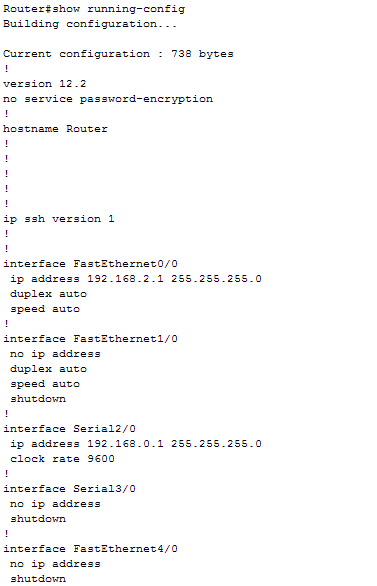 Router#show running-config
Building configuration...
Current configuration : 738 bytes
!
version 12.2
no service password-encryption
!
hostname Router
!
!
!
!
!
ip ssh version 1
!
!
interface FastEthernet0/0
 ip address 192.168.2.1 255.255.255.0
 duplex auto
 speed auto
!
interface FastEthernet1/0
 no ip address
 duplex auto
 speed auto
 shutdown
!
interface Serial2/0
 ip address 192.168.0.1 255.255.255.0
 clock rate 9600
!
interface Serial3/0
 no ip address
 shutdown
!
interface FastEthernet4/0
 no ip address
 shutdown